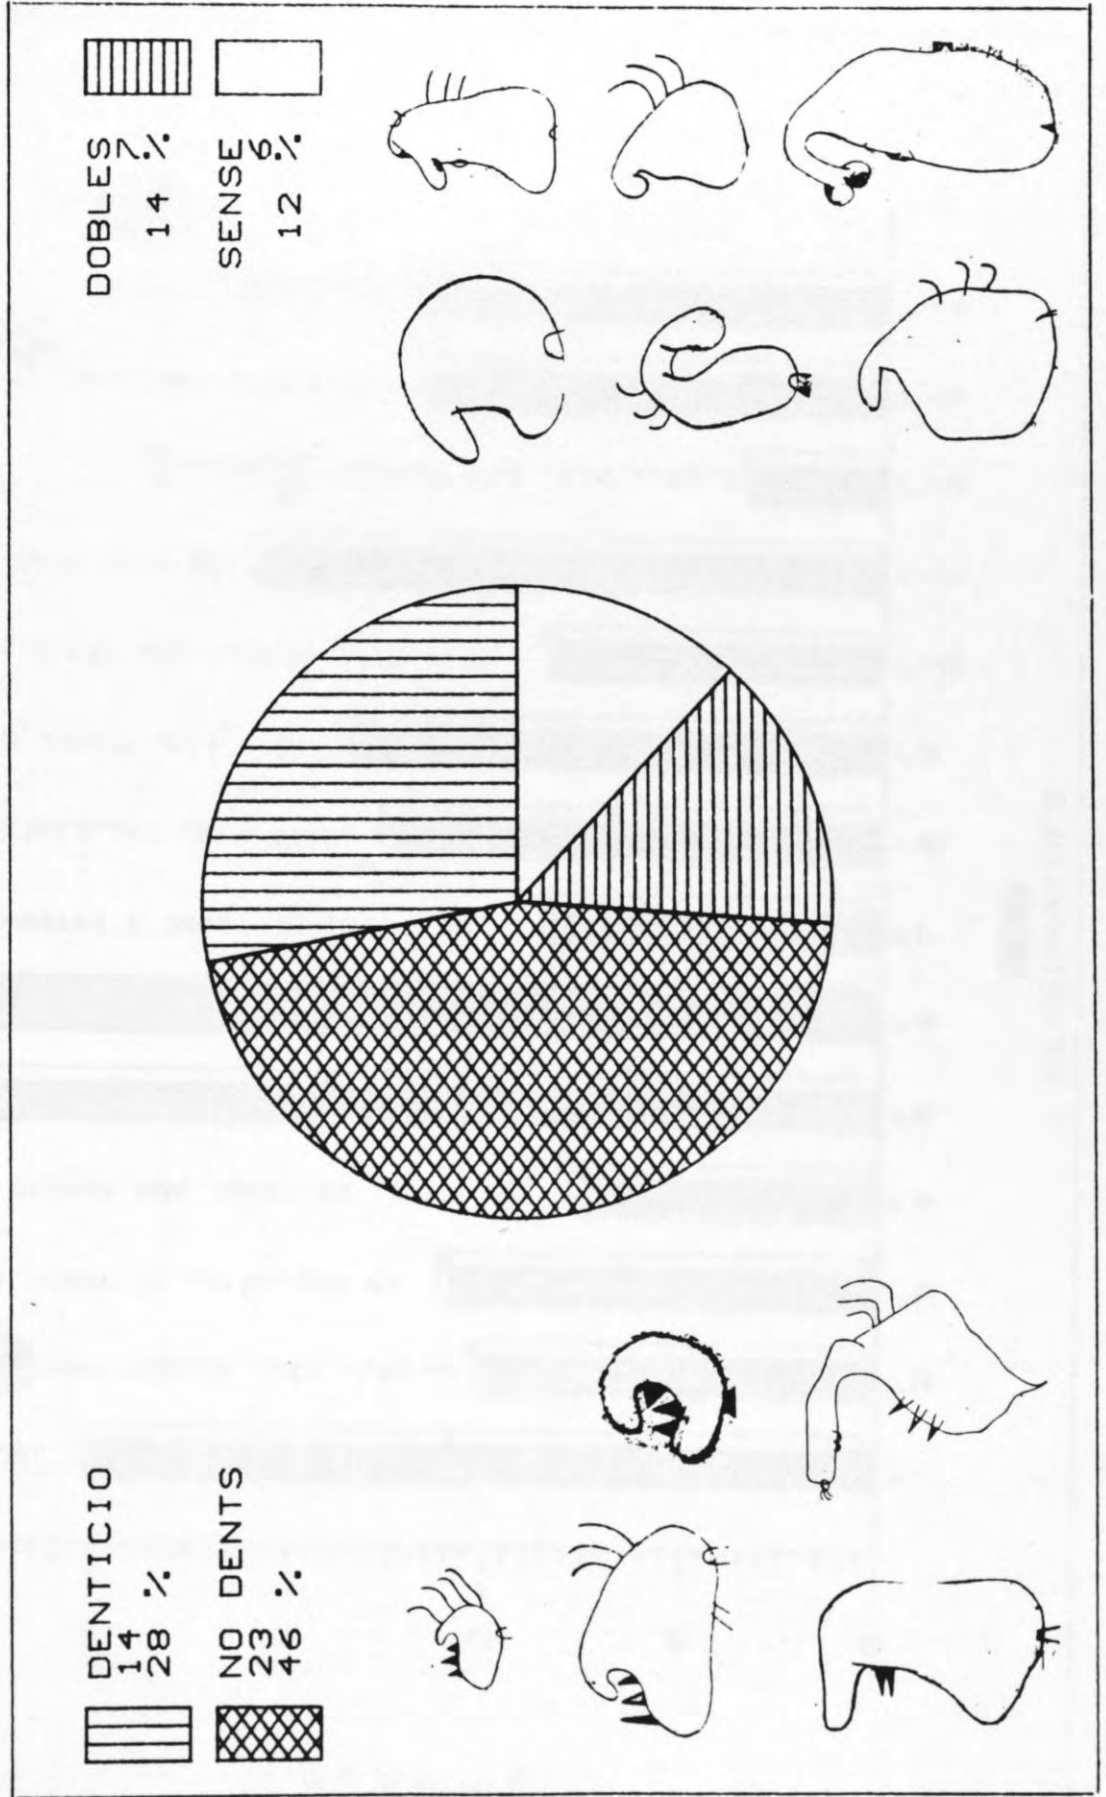 DENTICIO
14
28 %
NO DENTS
23
46 %
DOBLES
7
14 %
SENSE
6
12 %